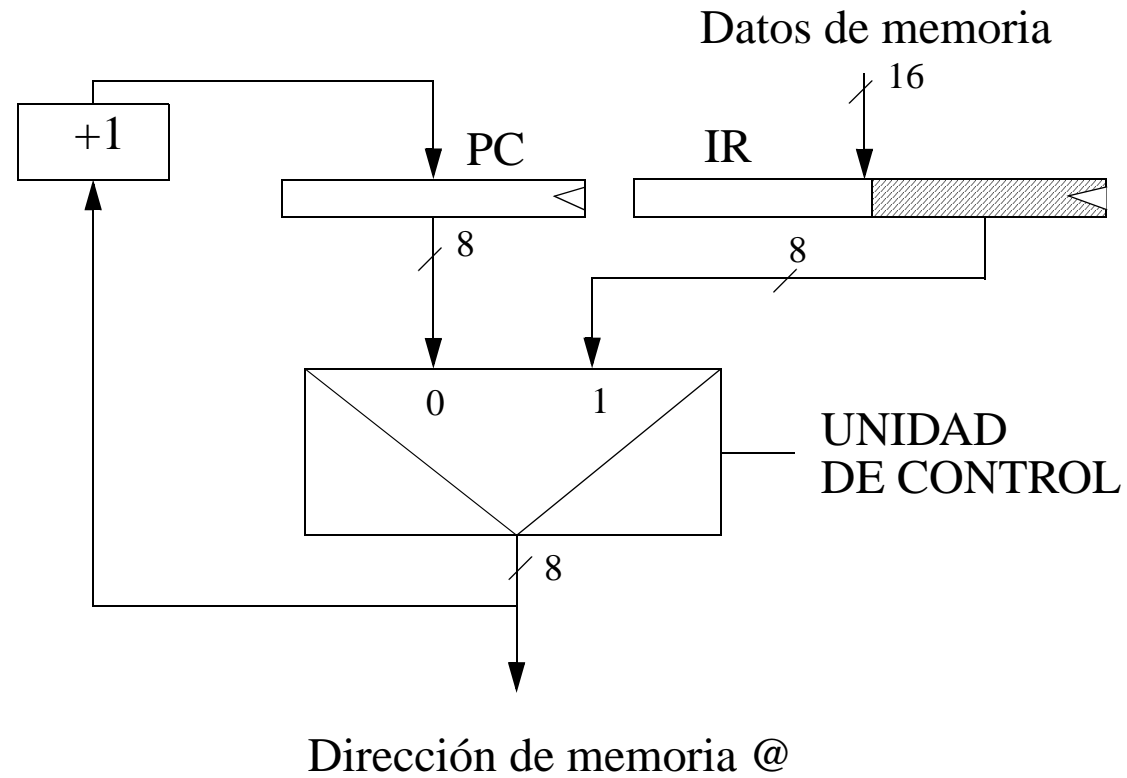 Datos de memoria
16
+1
PC
IR
8
8
0
1
UNIDAD
DE CONTROL
8
Dirección de memoria @